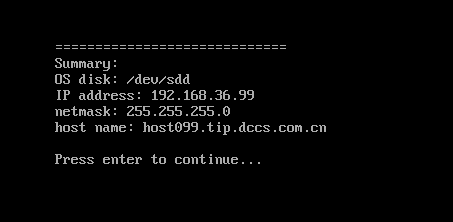 =============================
Summary:
OS disk: /dev/sdd
IP address: 192.168.36.99
netmask: 255.255.255.0
host name: host099.tip.dccs.com.cn
Press enter to continue...